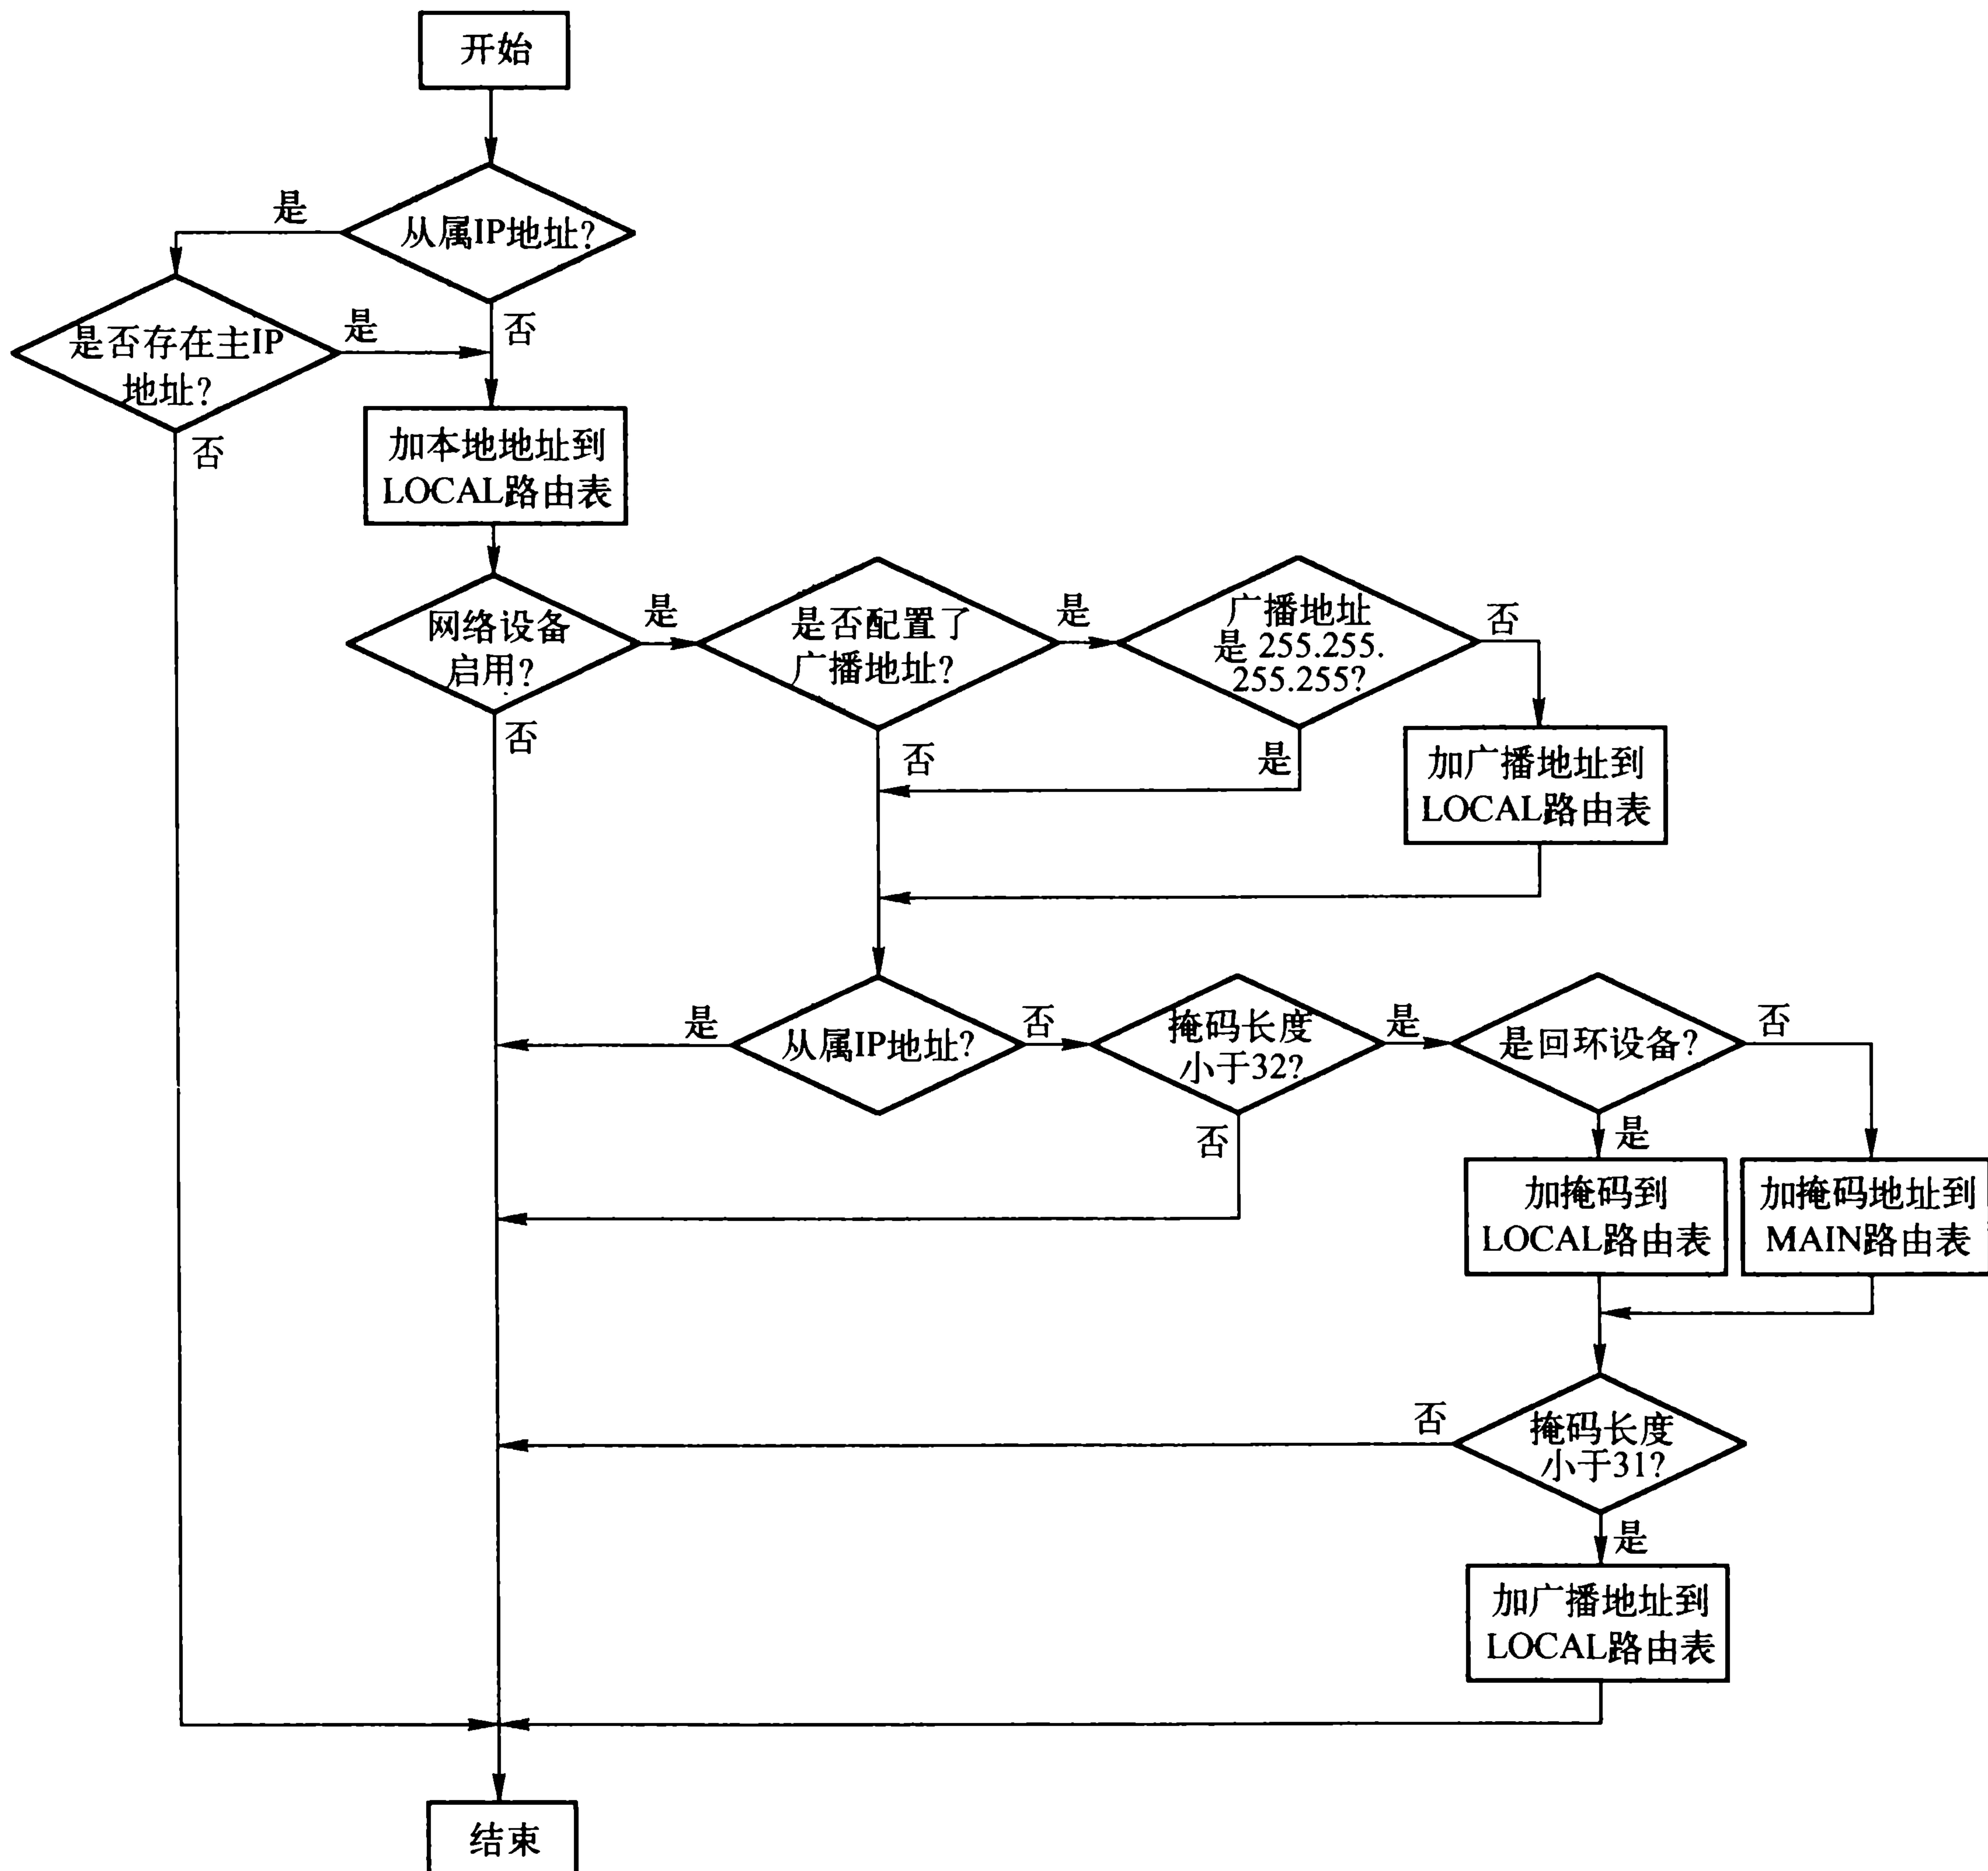 开始
是
从属IP地址?
是否存在主IP
地址?
是
否
否
加本地地址到
LOCAL路由表
网络设备
启用?
是
是否配置了
广播地址?
是
广播地址
是 255.255.
255.255?
否
否
否
是
加广播地址到
LOCAL路由表
是
从属IP地址?
否
掩码长度
小于32?
是
是回环设备?
否
否
是
加掩码到
LOCAL路由表
加掩码地址到
MAIN路由表
否
掩码长度
小于31?
是
加广播地址到
LOCAL路由表
结束